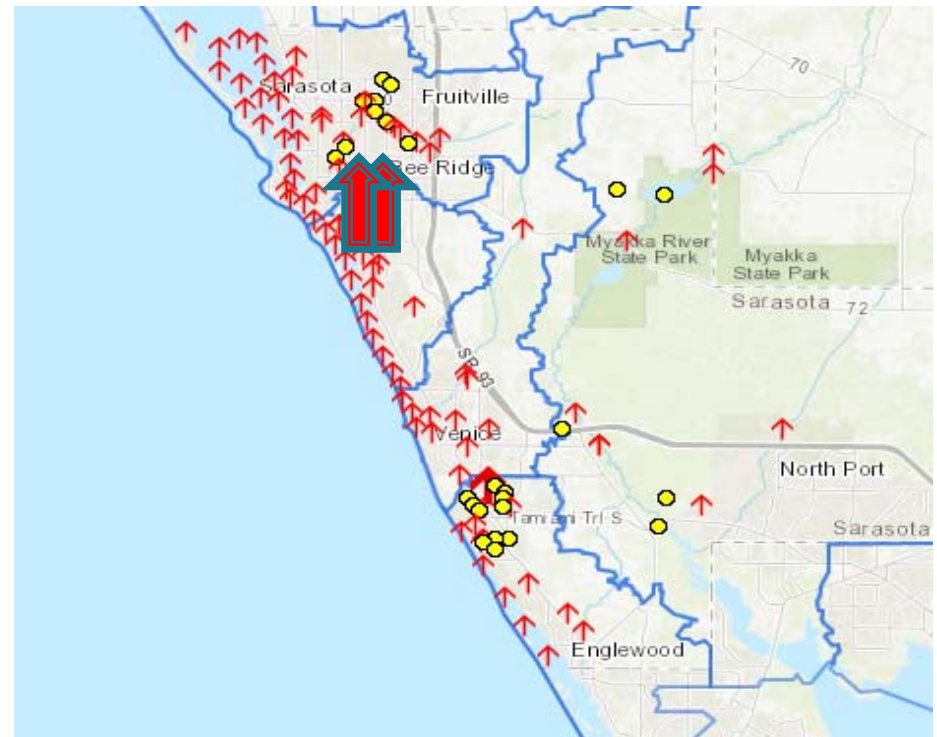 70
Sarasota
Fruitville
Bee Ridge
Myakka River
State Park
Myakka
State Park
Sarasota
72
SR 93
Venice
North Port
Tamiami Trl S
Sarasota
Englewood